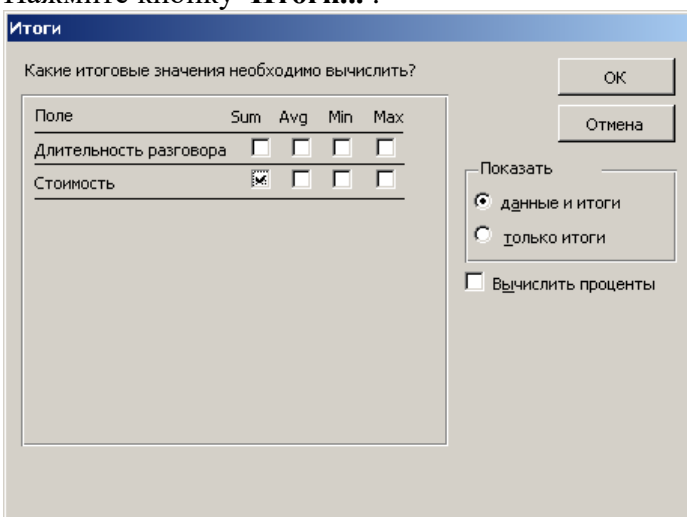 Итоги
Какие итоговые значения необходимо вычислить?
ОК
Поле Sum Avg Min Max
Отмена
Длительность разговора
Стоимость
Показать
данные и итоги
только итоги
Вычислить проценты